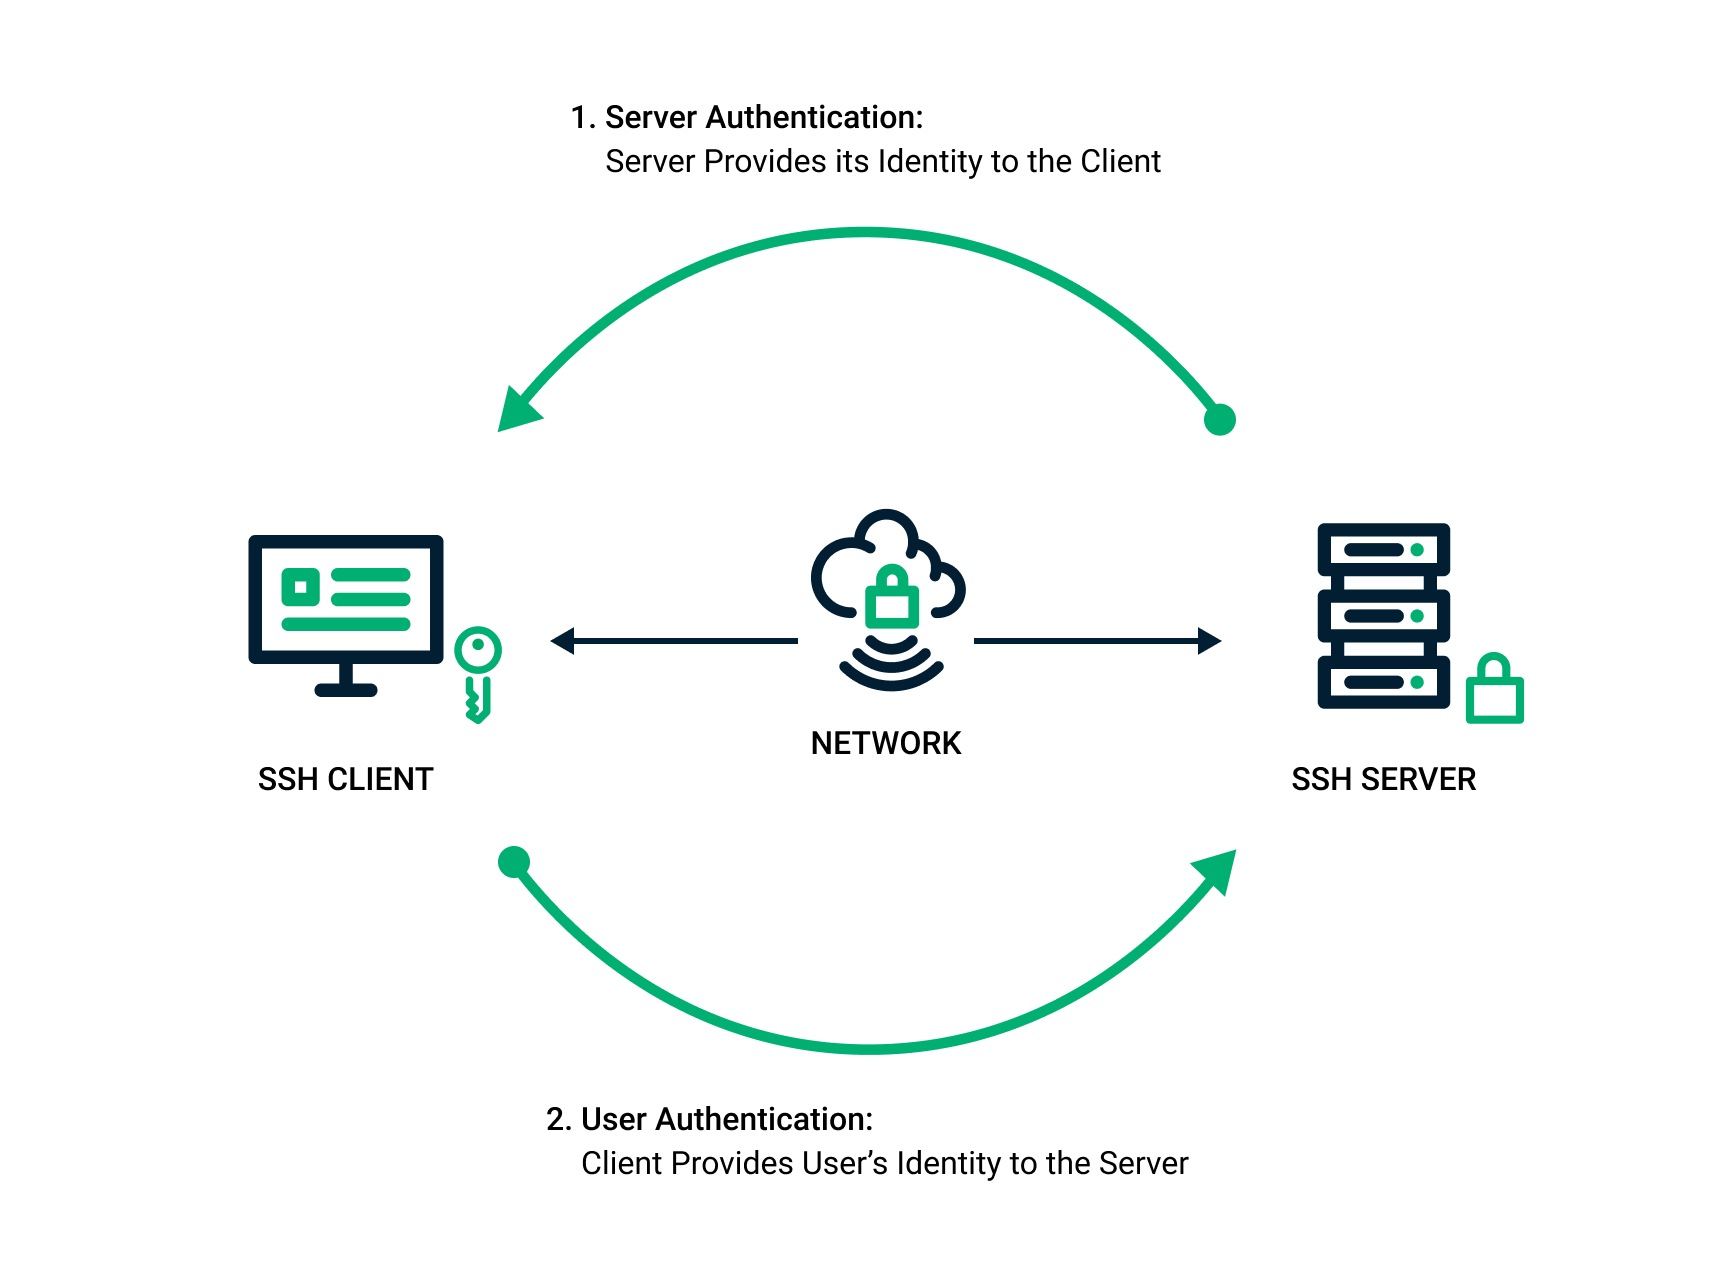 1. Server Authentication:
Server Provides its Identity to the Client
NETWORK
SSH CLIENT
SSH SERVER
2. User Authentication:
Client Provides User’s Identity to the Server